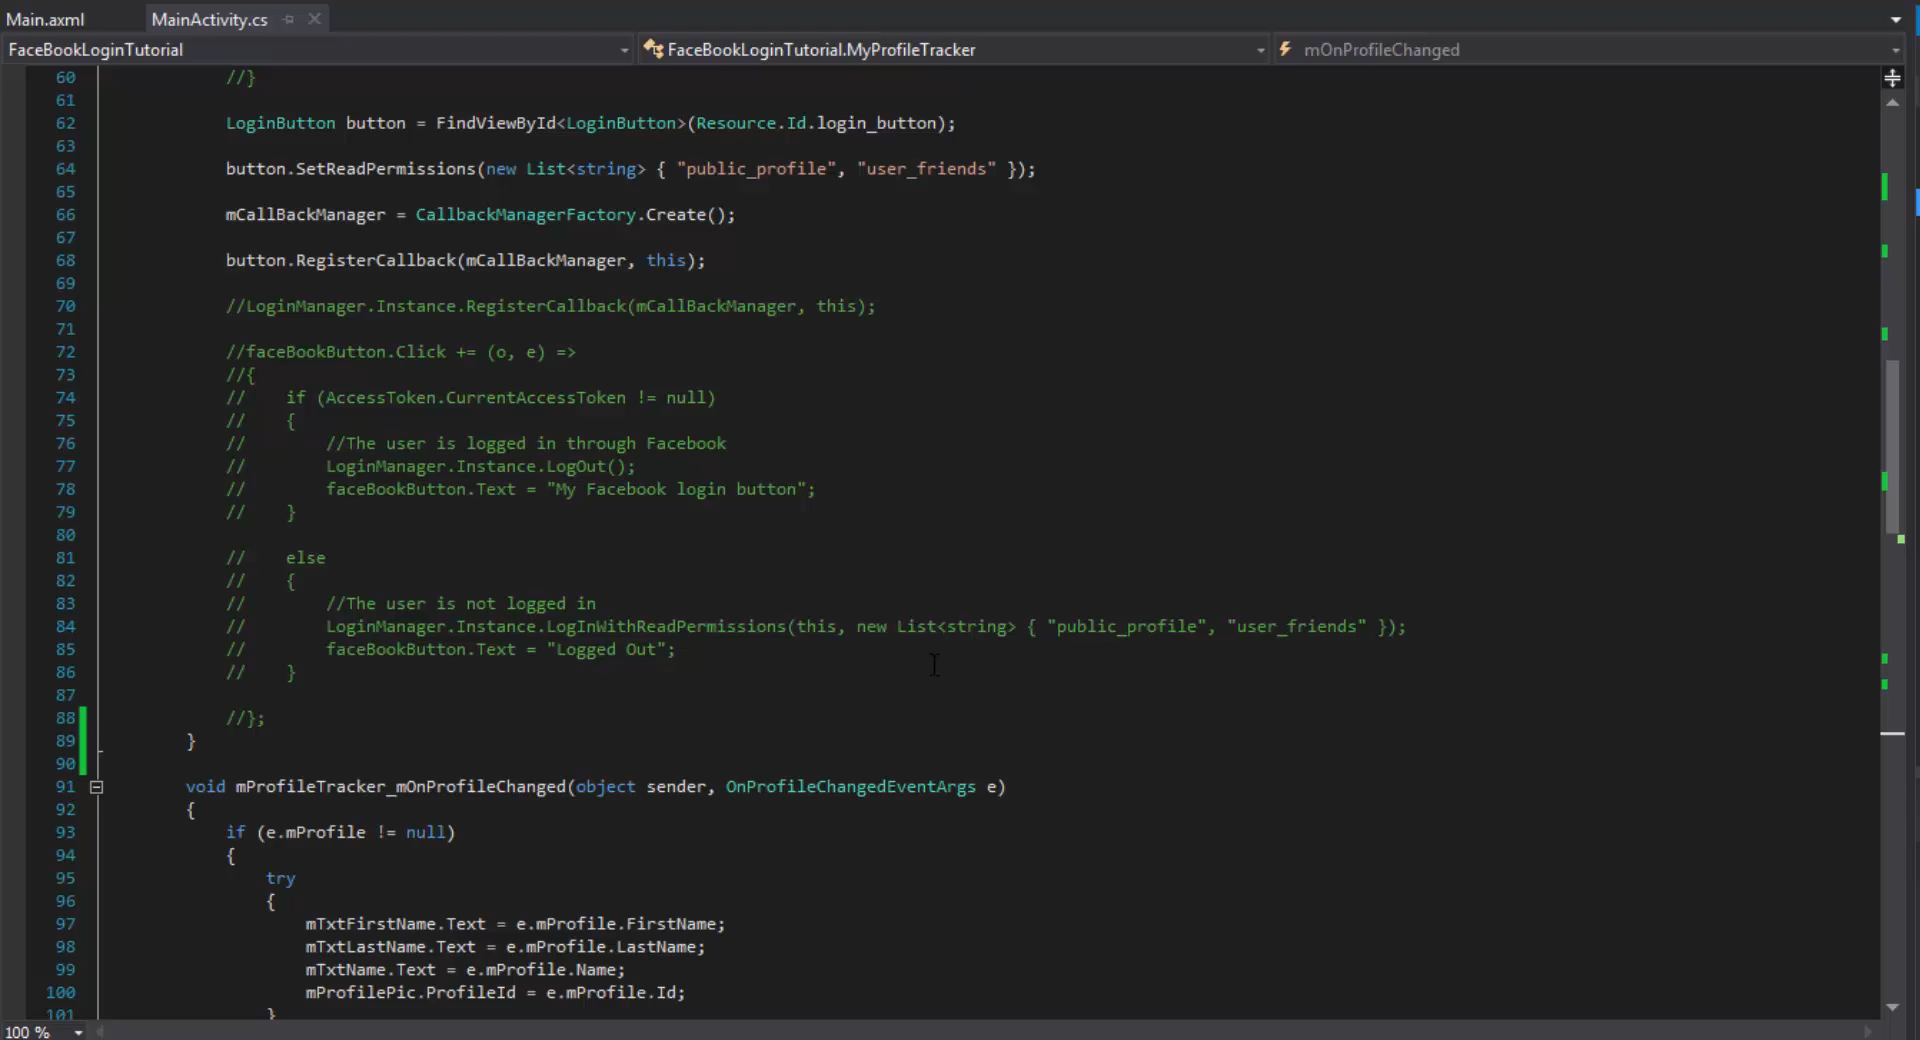 Main.axml MainActivity.cs
FaceBookLoginTutorial FaceBookLoginTutorial.MyProfileTracker mOnProfileChanged
60 //}
61
62 LoginButton button = FindViewById<LoginButton>(Resource.Id.login_button);
63
64 button.SetReadPermissions(new List<string> { "public_profile", "user_friends" });
65
66 mCallBackManager = CallbackManagerFactory.Create();
67
68 button.RegisterCallback(mCallBackManager, this);
69
70 //LoginManager.Instance.RegisterCallback(mCallBackManager, this);
71
72 //faceBookButton.Click += (o, e) =>
73 //{
74 // if (AccessToken.CurrentAccessToken != null)
75 // {
76 // //The user is logged in through Facebook
77 // LoginManager.Instance.LogOut();
78 // faceBookButton.Text = "My Facebook login button";
79 // }
80
81 // else
82 // {
83 // //The user is not logged in
84 // LoginManager.Instance.LogInWithReadPermissions(this, new List<string> { "public_profile", "user_friends" });
85 // faceBookButton.Text = "Logged Out";
86 // }
87
88 //};
89 }
90
91 void mProfileTracker_mOnProfileChanged(object sender, OnProfileChangedEventArgs e)
92 {
93 if (e.mProfile != null)
94 {
95 try
96 {
97 mTxtFirstName.Text = e.mProfile.FirstName;
98 mTxtLastName.Text = e.mProfile.LastName;
99 mTxtName.Text = e.mProfile.Name;
100 mProfilePic.ProfileId = e.mProfile.Id;
101 }
100 %